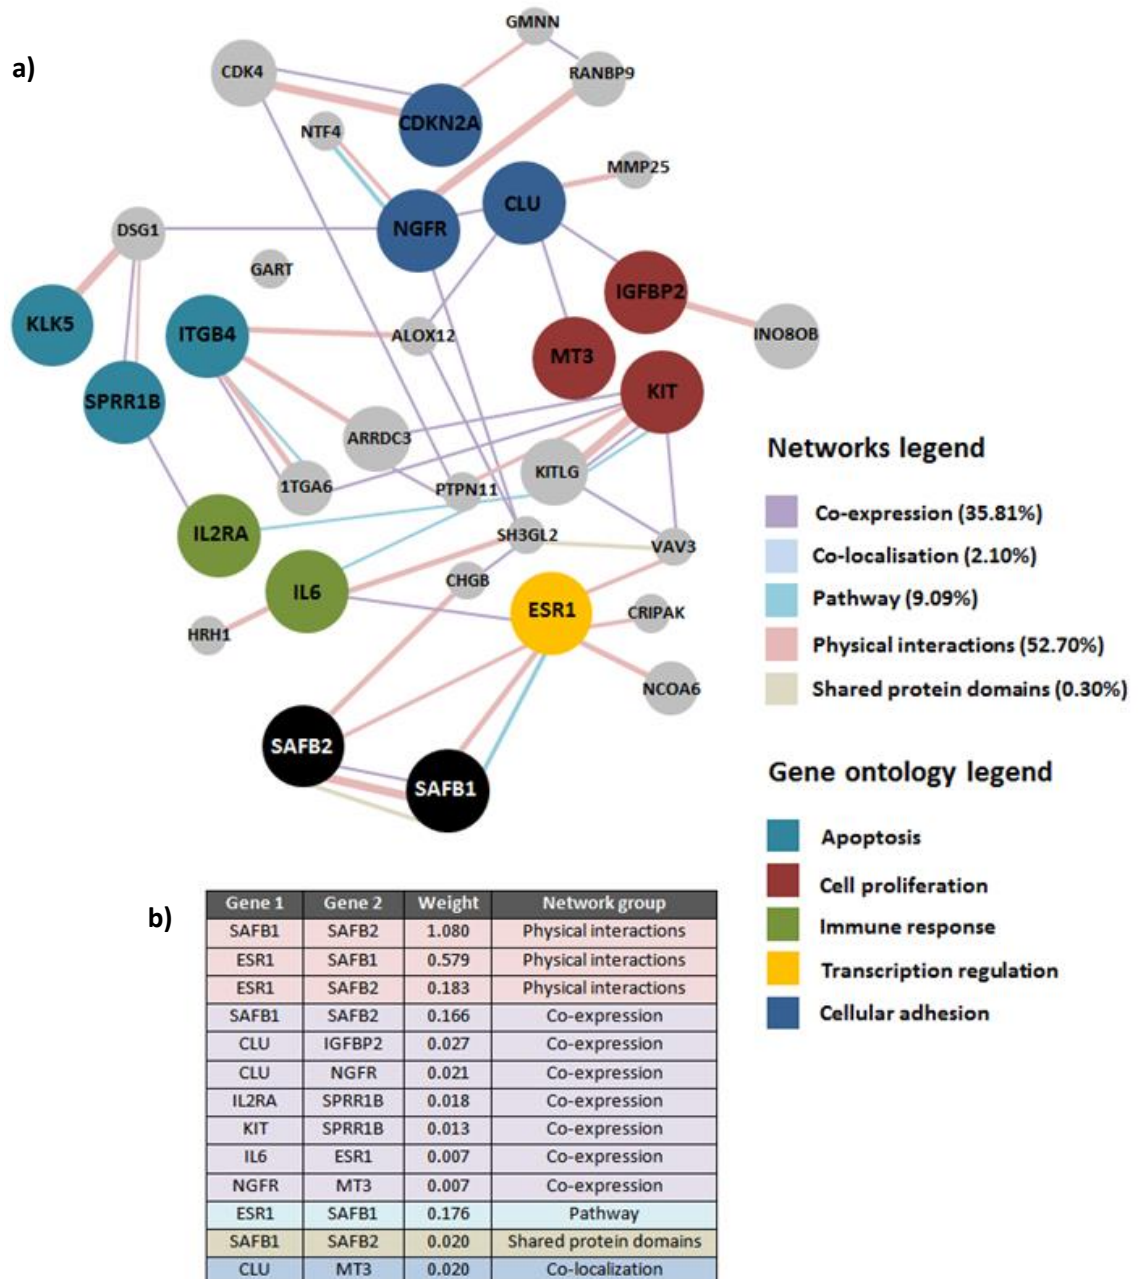 a)
GMNN
CDK4
RANBP9
CDKN2A
NTF4
MMP25
CLU
NGFR
DSG1
GART
IGFBP2
KLK5
ITGB4
ALOX12
INO8OB
MT3
KIT
SPRR1B
ARRDC3
KITLG
1TGA6
PTPN11
IL2RA
SH3GL2
VAV3
CHGB
IL6
ESR1
CRIPAK
HRH1
NCOA6
SAFB2
SAFB1
Networks legend
Co-expression (35.81%)
Co-localisation (2.10%)
Pathway (9.09%)
Physical interactions (52.70%)
Shared protein domains (0.30%)
Gene ontology legend
Apoptosis
Cell proliferation
Immune response
Transcription regulation
Cellular adhesion
b)
Gene 1 Gene 2 Weight Network group
SAFB1 SAFB2 1.080 Physical interactions
ESR1 SAFB1 0.579 Physical interactions
ESR1 SAFB2 0.183 Physical interactions
SAFB1 SAFB2 0.166 Co-expression
CLU IGFBP2 0.027 Co-expression
CLU NGFR 0.021 Co-expression
IL2RA SPRR1B 0.018 Co-expression
KIT SPRR1B 0.013 Co-expression
IL6 ESR1 0.007 Co-expression
NGFR MT3 0.007 Co-expression
ESR1 SAFB1 0.176 Pathway
SAFB1 SAFB2 0.020 Shared protein domains
CLU MT3 0.020 Co-localization